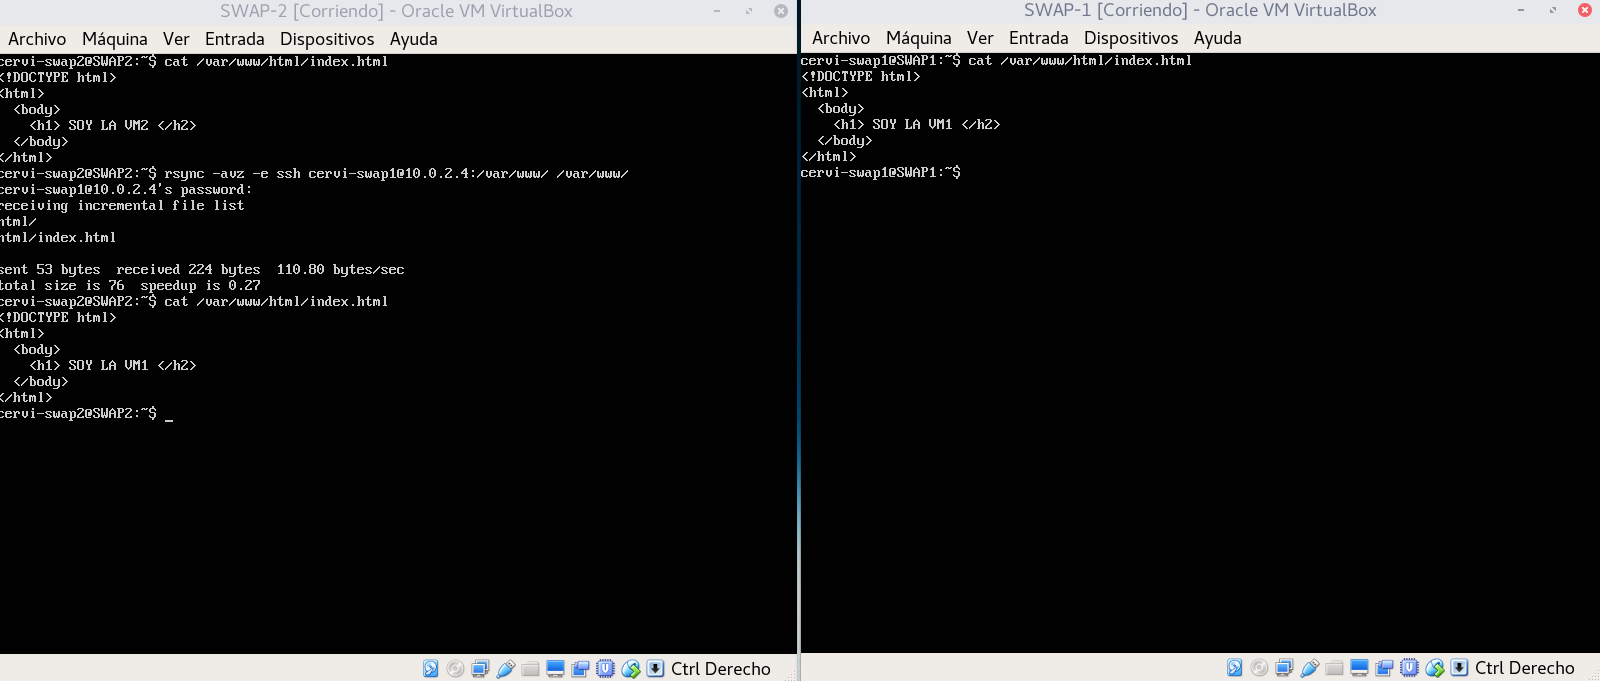 SWAP-2 [Corriendo] - Oracle VM VirtualBox
Archivo Máquina Ver Entrada Dispositivos Ayuda
cervi-swap2@SWAP2:~$ cat /var/www/html/index.html
<!DOCTYPE html>
<html>
  <body>
    <h1> SOY LA VM2 </h2>
  </body>
</html>
cervi-swap2@SWAP2:~$ rsync -avz -e ssh cervi-swap1@10.0.2.4:/var/www/ /var/www/
cervi-swap1@10.0.2.4's password:
receiving incremental file list
html/
html/index.html

sent 53 bytes  received 224 bytes  110.80 bytes/sec
total size is 76  speedup is 0.27
cervi-swap2@SWAP2:~$ cat /var/www/html/index.html
<!DOCTYPE html>
<html>
  <body>
    <h1> SOY LA VM1 </h2>
  </body>
</html>
cervi-swap2@SWAP2:~$ _
Ctrl Derecho
SWAP-1 [Corriendo] - Oracle VM VirtualBox
Archivo Máquina Ver Entrada Dispositivos Ayuda
cervi-swap1@SWAP1:~$ cat /var/www/html/index.html
<!DOCTYPE html>
<html>
  <body>
    <h1> SOY LA VM1 </h2>
  </body>
</html>
cervi-swap1@SWAP1:~$
Ctrl Derecho